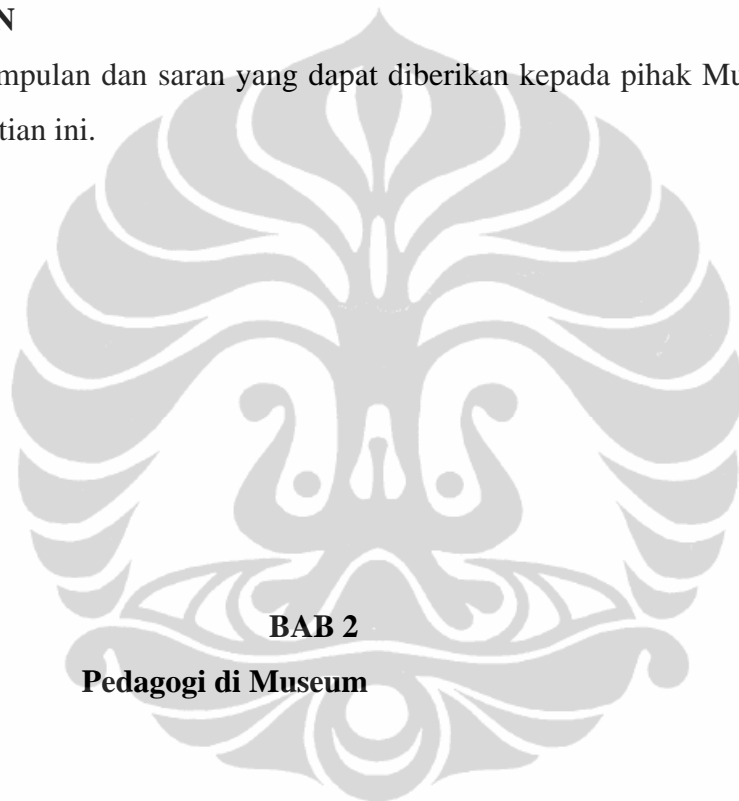 N
mpulan dan saran yang dapat diberikan kepada pihak Mu
tian ini.
BAB 2
Pedagogi di Museum